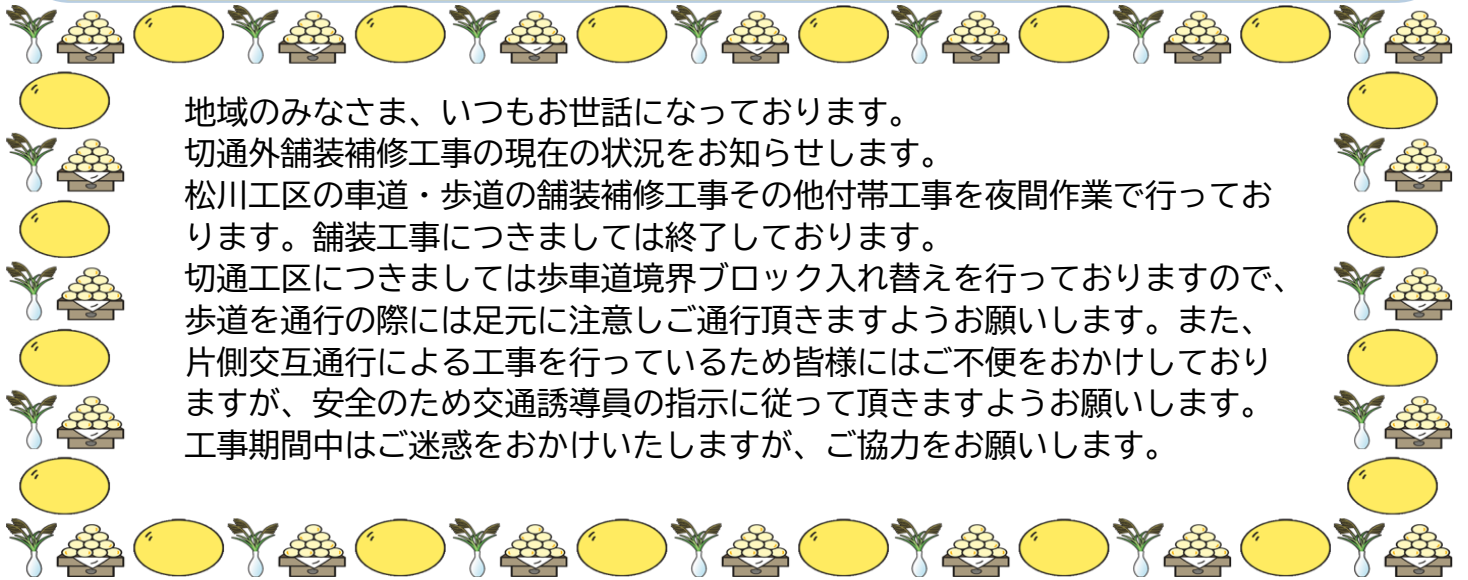 地域のみなさま、いつもお世話になっております。
切通外舗装補修工事の現在の状況をお知らせします。
松川工区の車道・歩道の舗装補修工事その他付帯工事を夜間作業で行ってお
ります。舗装工事につきましては終了しております。
切通工区につきましては歩車道境界ブロック入れ替えを行っておりますので、
歩道を通行の際には足元に注意しご通行頂きますようお願いします。また、
片側交互通行による工事を行っているため皆様にはご不便をおかけしており
ますが、安全のため交通誘導員の指示に従って頂きますようお願いします。
工事期間中はご迷惑をおかけいたしますが、ご協力をお願いします。